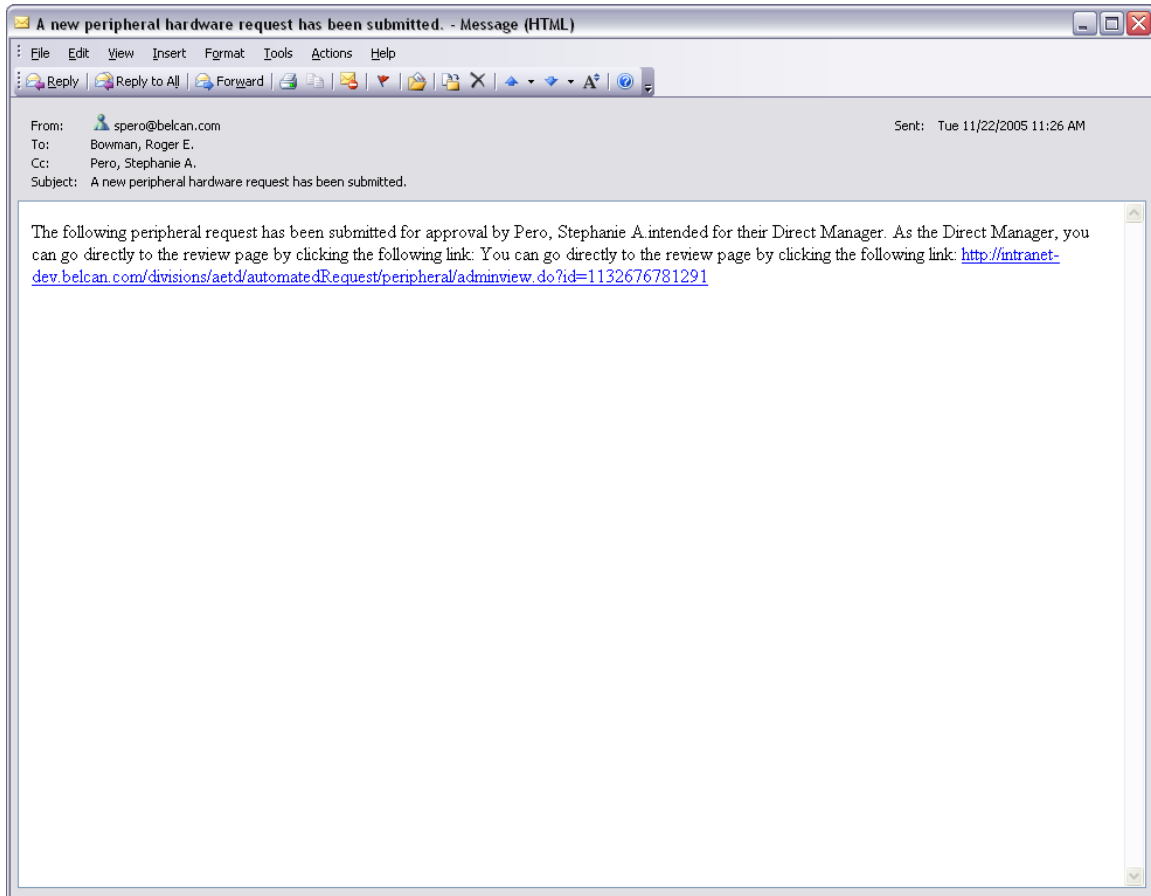 A new peripheral hardware request has been submitted. - Message (HTML)
File Edit View Insert Format Tools Actions Help
Reply Reply to All Forward
From: spero@belcan.com Sent: Tue 11/22/2005 11:26 AM
To: Bowman, Roger E.
Cc: Pero, Stephanie A.
Subject: A new peripheral hardware request has been submitted.
The following peripheral request has been submitted for approval by Pero, Stephanie A.intended for their Direct Manager. As the Direct Manager, you
can go directly to the review page by clicking the following link: You can go directly to the review page by clicking the following link: http://intranet-
dev.belcan.com/divisions/aetd/automatedRequest/peripheral/adminview.do?id=1132676781291